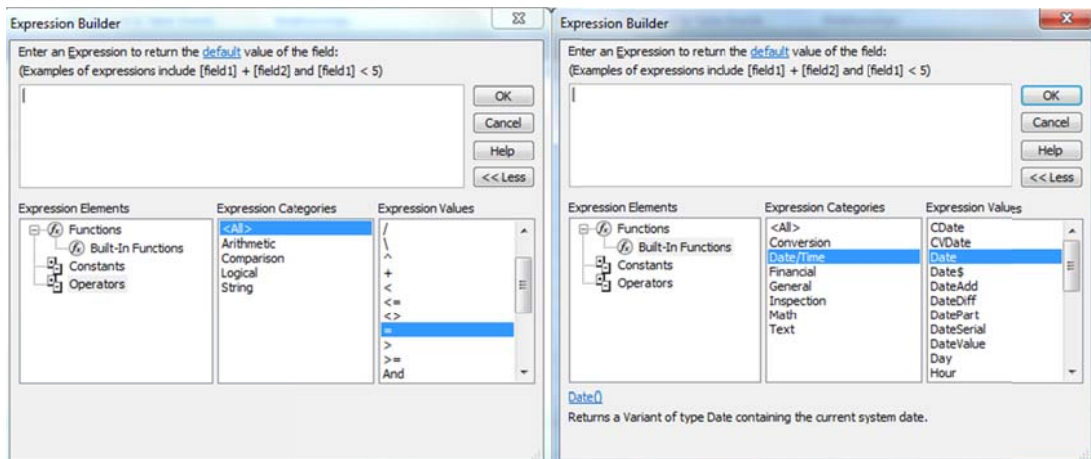 Expression Builder
Enter an Expression to return the default value of the field:
(Examples of expressions include [field1] + [field2] and [field1] < 5)
OK
Cancel
Help
<< Less
Expression Elements
Functions
Built-In Functions
Constants
Operators
Expression Categories
<All>
Arithmetic
Comparison
Logical
String
Expression Values
/
\
^
+
<
<=
<>
=
>
>=
And
Expression Builder
Enter an Expression to return the default value of the field:
(Examples of expressions include [field1] + [field2] and [field1] < 5)
OK
Cancel
Help
<< Less
Expression Elements
Functions
Built-In Functions
Constants
Operators
Expression Categories
<All>
Conversion
Date/Time
Financial
General
Inspection
Math
Text
Expression Values
CDate
CVDate
Date
Date$
DateAdd
DateDiff
DatePart
DateSerial
DateValue
Day
Hour
Date()
Returns a Variant of type Date containing the current system date.